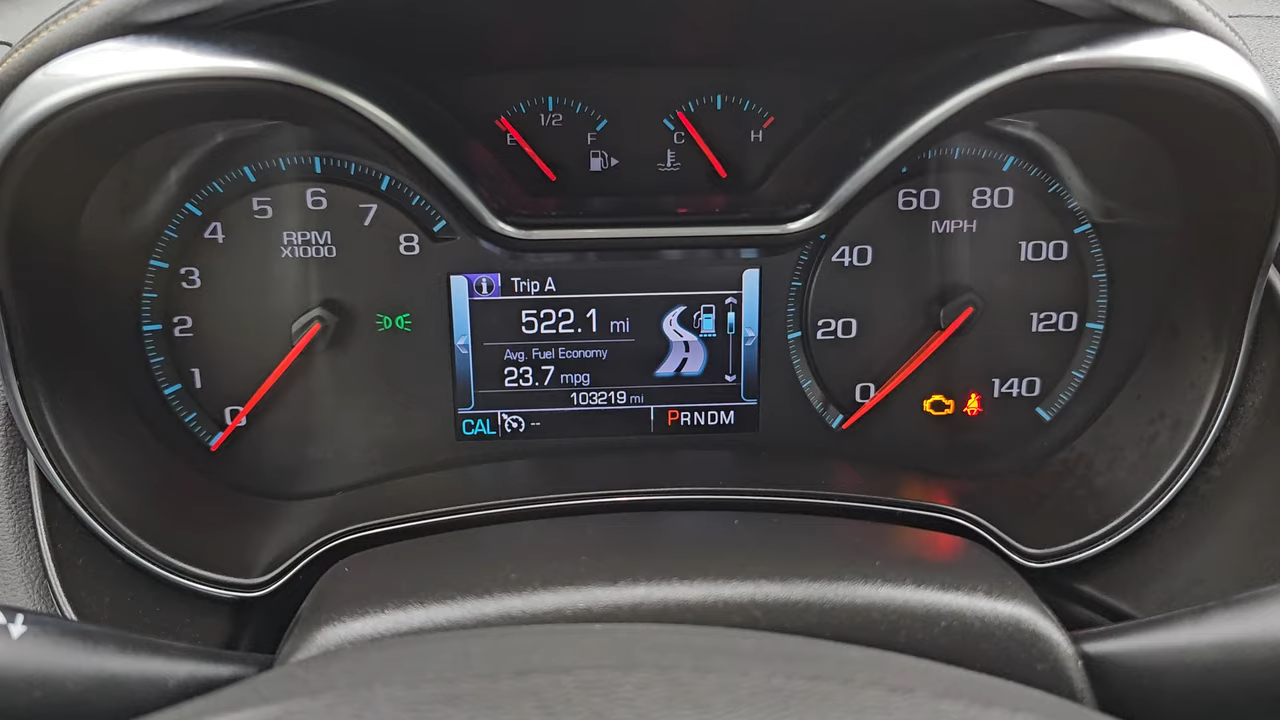 1/2
E F
C H
0 1 2 3 4 5 6 7 8
RPM
X1000
Trip A
522.1 mi
Avg. Fuel Economy
23.7 mpg
103219 mi
CAL --
PRNDM
0 20 40 60 80 100 120 140
MPH